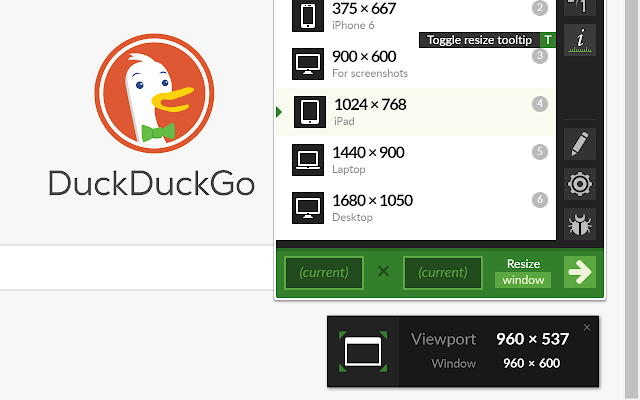 375 × 667
2
iPhone 6
Toggle resize tooltip T
900 × 600
3
For screenshots
1024 × 768
4
iPad
1440 × 900
5
Laptop
1680 × 1050
6
Desktop
DuckDuckGo
(current) × (current)
Resize
window
Viewport 960 × 537
Window 960 × 600